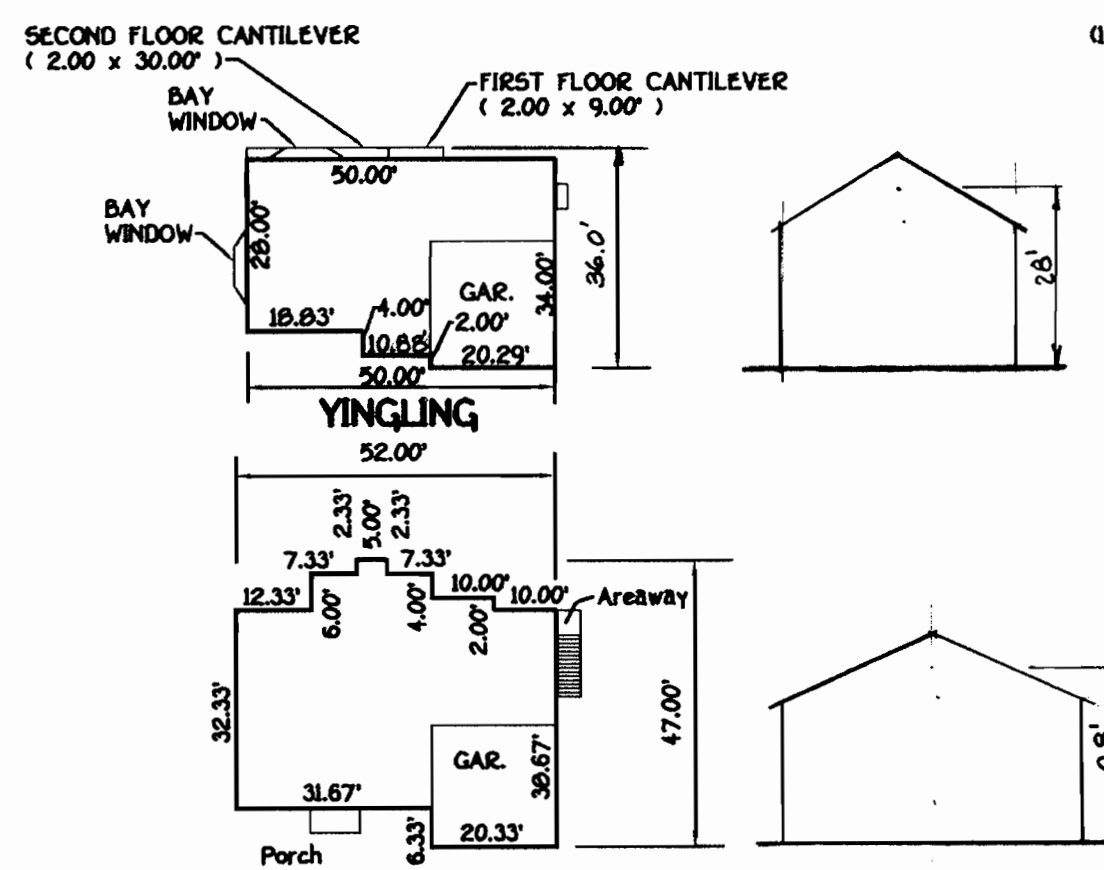 SECOND FLOOR CANTILEVER
( 2.00 x 30.00' )
(1
FIRST FLOOR CANTILEVER
( 2.00 x 9.00' )
BAY
WINDOW
50.00'
BAY
WINDOW
28.00'
36.0'
34.00'
28'
GAR.
4.00'
2.00'
18.83'
10.88'
20.29'
50.00'
YINGLING
52.00'
2.33'
5.00'
2.33'
7.33'
7.33'
12.33'
6.00'
4.00'
10.00'
2.00'
10.00'
Areaway
32.33'
47.00'
GAR.
38.67'
31.67'
6.33'
20.33'
Porch